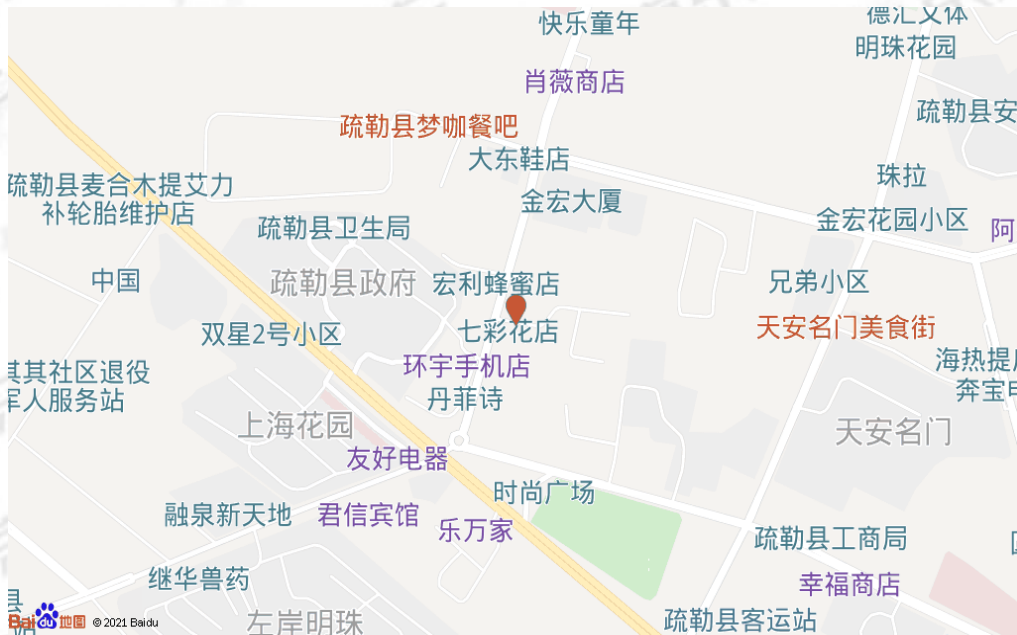 快乐童年
德汇文体
明珠花园
肖薇商店
疏勒县安
疏勒县梦咖餐吧
大东鞋店
疏勒县麦合木提艾力
补轮胎维护店
珠拉
金宏大厦
金宏花园小区
疏勒县卫生局
阿
中国
疏勒县政府
宏利蜂蜜店
兄弟小区
双星2号小区
七彩花店
天安名门美食街
环宇手机店
其其社区退役
军人服务站
海热提
奔宝电
丹菲诗
上海花园
天安名门
友好电器
时尚广场
融泉新天地
君信宾馆
乐万家
疏勒县工商局
继华兽药
幸福商店
县
左岸明珠
疏勒县客运站
Bai du 地图 © 2021 Baidu